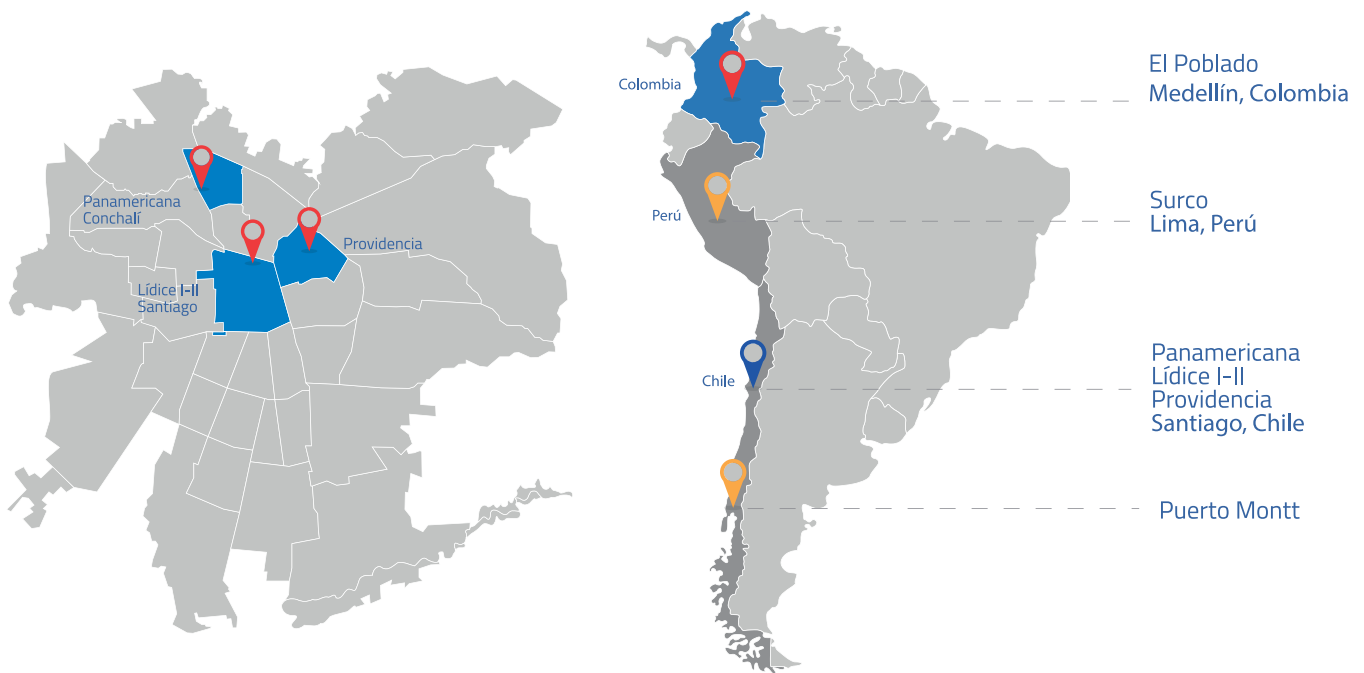 Panamericana
Conchalí
Providencia
Lídice I-II
Santiago
Colombia
Perú
Chile
El Poblado
Medellín, Colombia
Surco
Lima, Perú
Panamericana
Lídice I-II
Providencia
Santiago, Chile
Puerto Montt